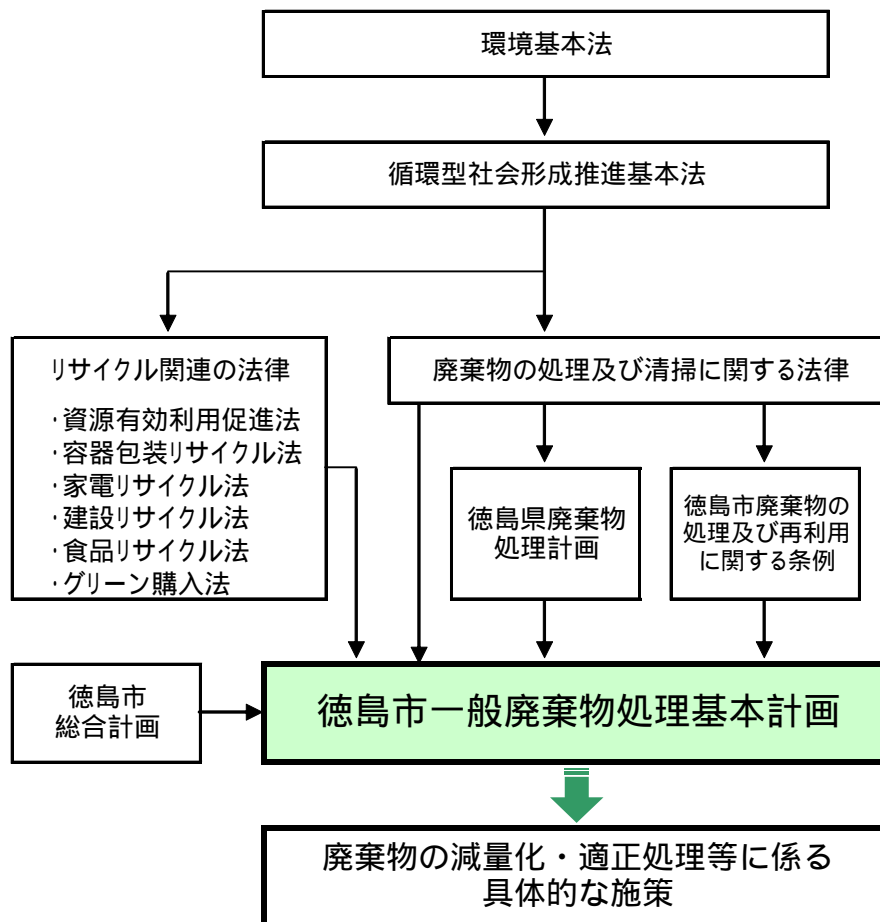 環境基本法
循環型社会形成推進基本法
リサイクル関連の法律
・資源有効利用促進法
・容器包装リサイクル法
・家電リサイクル法
・建設リサイクル法
・食品リサイクル法
・グリーン購入法
廃棄物の処理及び清掃に関する法律
徳島県廃棄物
処理計画
徳島市廃棄物の
処理及び再利用
に関する条例
徳島市
総合計画
徳島市一般廃棄物処理基本計画
廃棄物の減量化・適正処理等に係る
具体的な施策